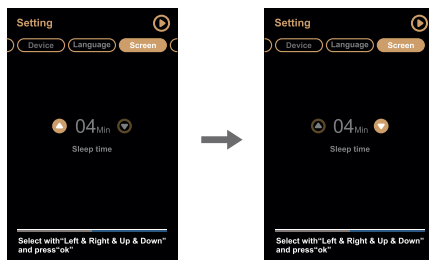 Setting
Device
Language
Screen
04Min
Sleep time
Select with"Left & Right & Up & Down"
and press"ok"
Setting
Device
Language
Screen
04Min
Sleep time
Select with"Left & Right & Up & Down"
and press"ok"